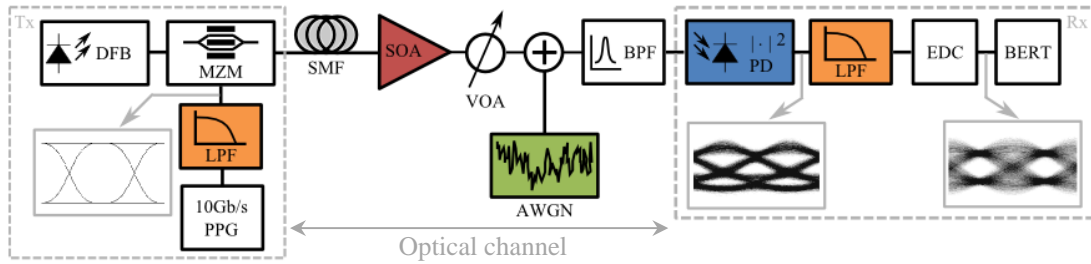 Tx
DFB
MZM
LPF
10Gb/s
PPG
SMF
SOA
VOA
AWGN
BPF
Optical channel
Rx
|·|²
PD
LPF
EDC
BERT